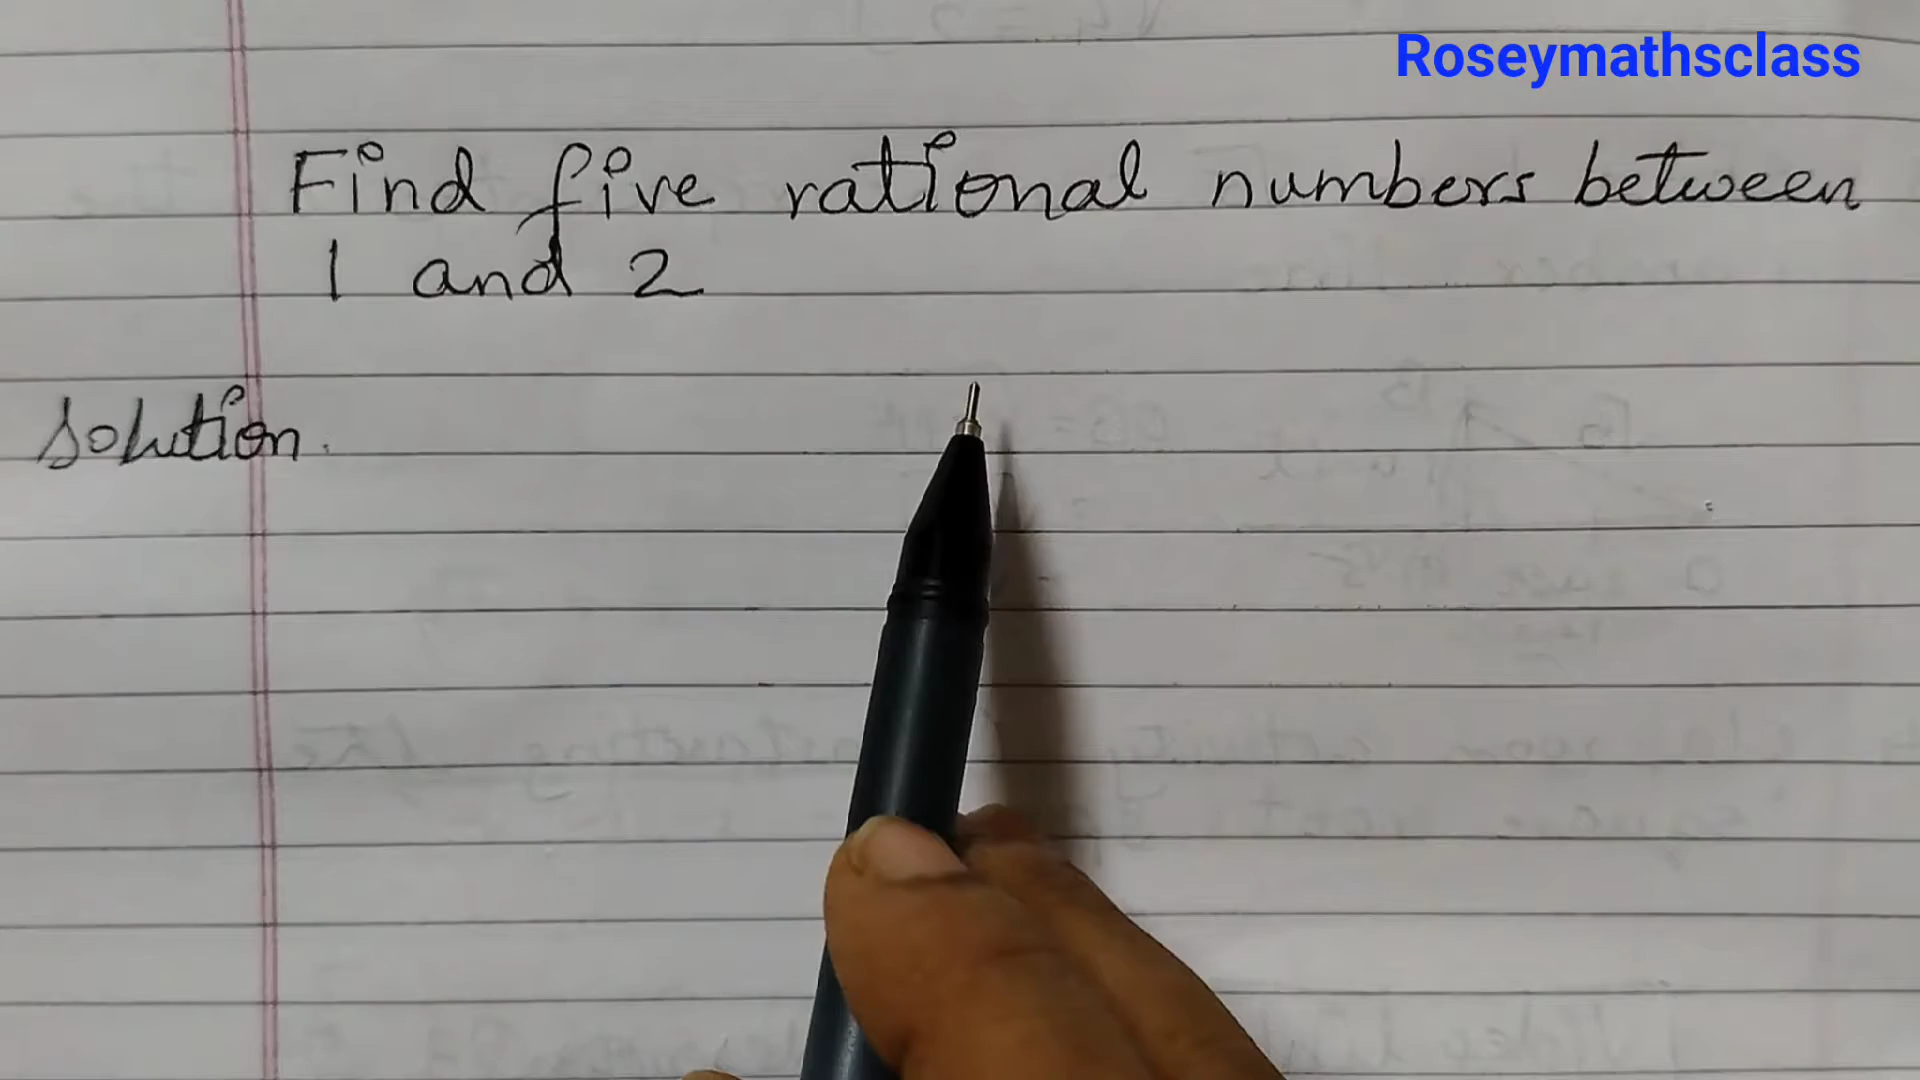 Roseymathsclass
Find five rational numbers between
1 and 2
Solution.